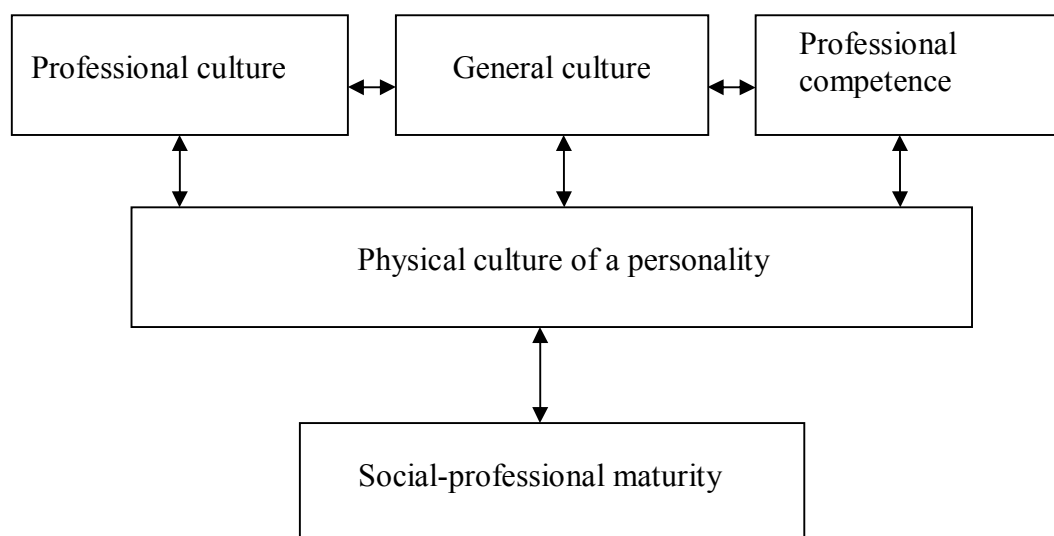 Professional culture
General culture
Professional
competence
Physical culture of a personality
Social-professional maturity